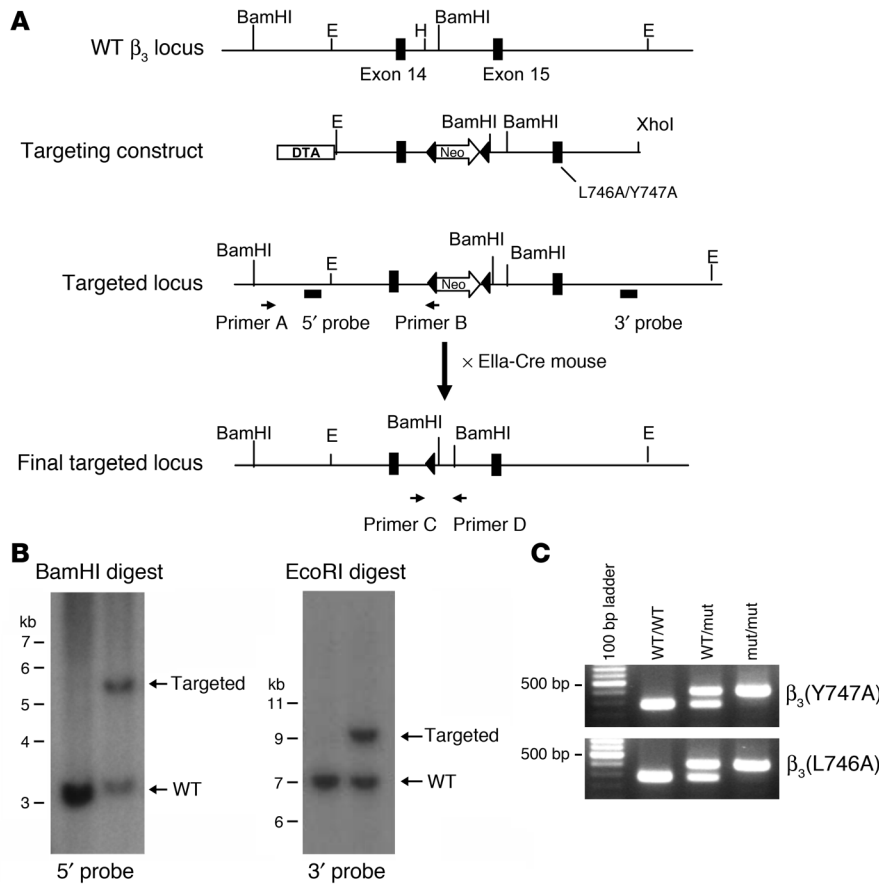 A
BamHI E H BamHI E
WT β3 locus
Exon 14 Exon 15
E BamHI BamHI XhoI
Targeting construct DTA Neo
L746A/Y747A
BamHI E BamHI BamHI E
Targeted locus Neo
Primer A 5′ probe Primer B 3′ probe
× EIIa-Cre mouse
BamHI E BamHI BamHI E
Final targeted locus
Primer C Primer D
B
BamHI digest
kb
7
6
5
4
3
Targeted
WT
5′ probe
EcoRI digest
kb
11
9
7
6
Targeted
WT
3′ probe
C
100 bp ladder
WT/WT
WT/mut
mut/mut
500 bp
β3(Y747A)
500 bp
β3(L746A)